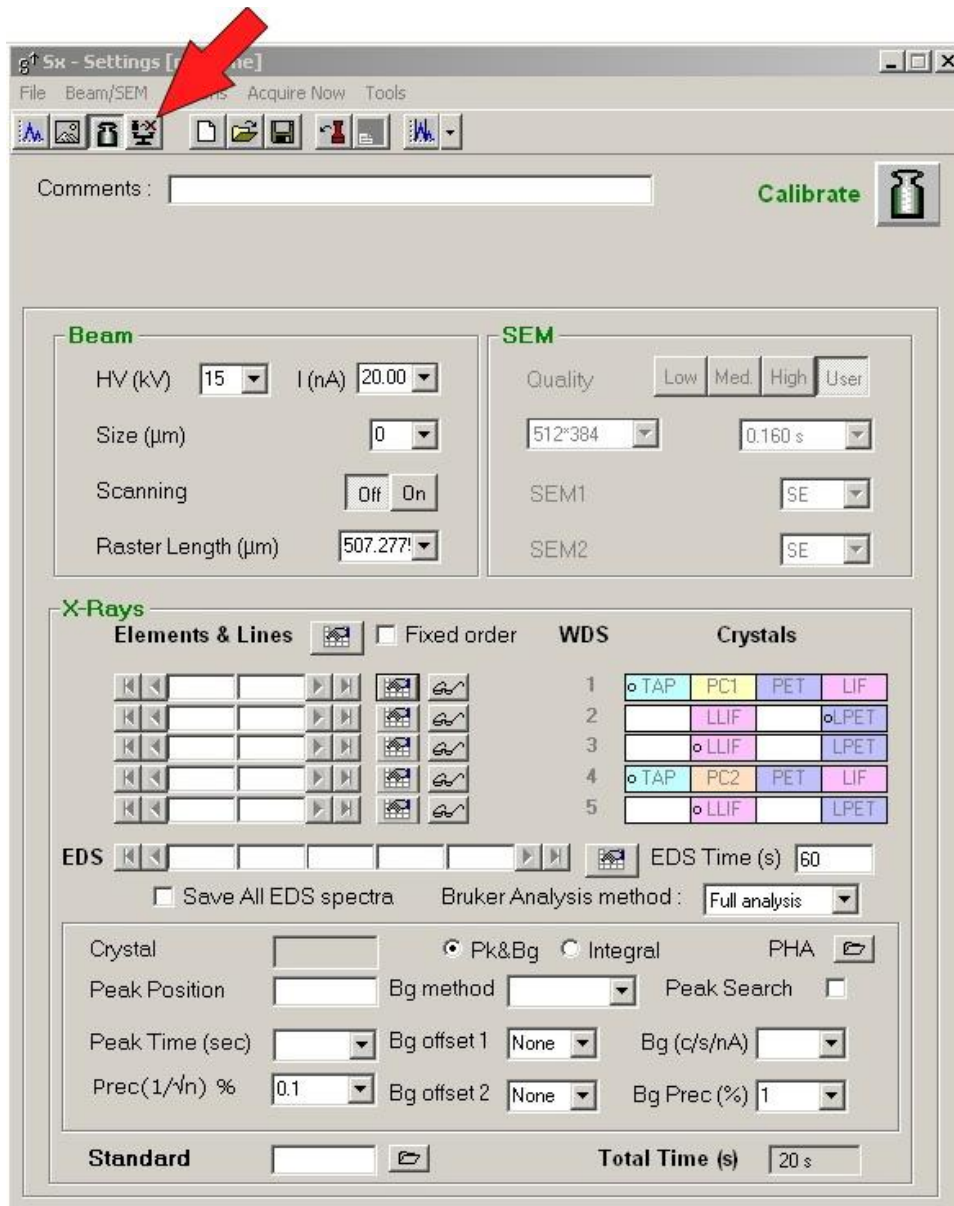 Sx - Settings [
File Beam/SEM Acquire Now Tools
Comments : Calibrate
Beam SEM
HV (kV) 15 I (nA) 20.00 Quality Low Med. High User
Size (µm) 0 512*384 0.160 s
Scanning Off On SEM1 SE
Raster Length (µm) 507.277 SEM2 SE
X-Rays
Elements & Lines Fixed order WDS Crystals
1 TAP PC1 PET LIF
2 LLIF LPET
3 LLIF LPET
4 TAP PC2 PET LIF
5 LLIF LPET
EDS EDS Time (s) 60
Save All EDS spectra Bruker Analysis method : Full analysis
Crystal Pk&Bg Integral PHA
Peak Position Bg method Peak Search
Peak Time (sec) Bg offset 1 None Bg (c/s/nA)
Prec(1/√n) % 0.1 Bg offset 2 None Bg Prec (%) 1
Standard Total Time (s) 20 s